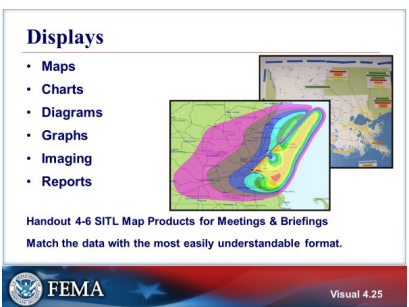 Displays
• Maps
• Charts
• Diagrams
• Graphs
• Imaging
• Reports
Handout 4-6 SITL Map Products for Meetings & Briefings
Match the data with the most easily understandable format.
FEMA
Visual 4.25